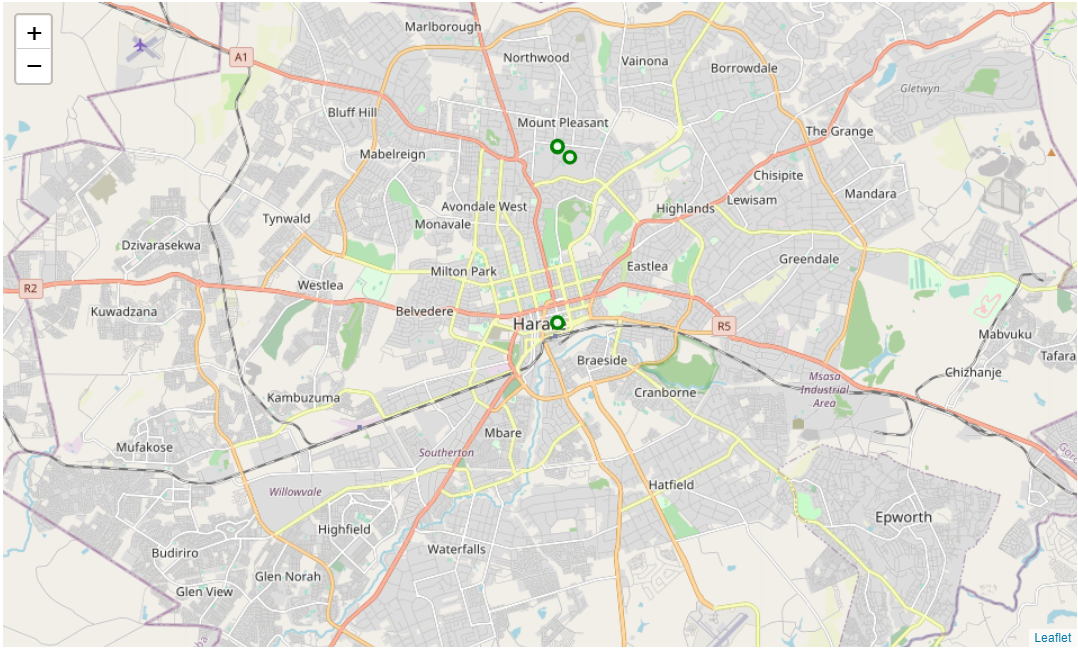 +
−
Marlborough
Northwood
Vainona
Borrowdale
A1
Gletwyn
Bluff Hill
Mount Pleasant
The Grange
Mabelreign
Chisipite
Mandara
Lewisam
Avondale West
Highlands
Tynwald
Monavale
Dzivarasekwa
Greendale
Milton Park
Eastlea
R2
Westlea
Kuwadzana
Belvedere
R5
Mabvuku
Braeside
Tafara
Chizhanje
Msasa
Industrial
Area
Cranborne
Kambuzuma
Mbare
Mufakose
Southerton
Willowvale
Hatfield
Epworth
Highfield
Budiriro
Waterfalls
Glen Norah
Glen View
Leaflet